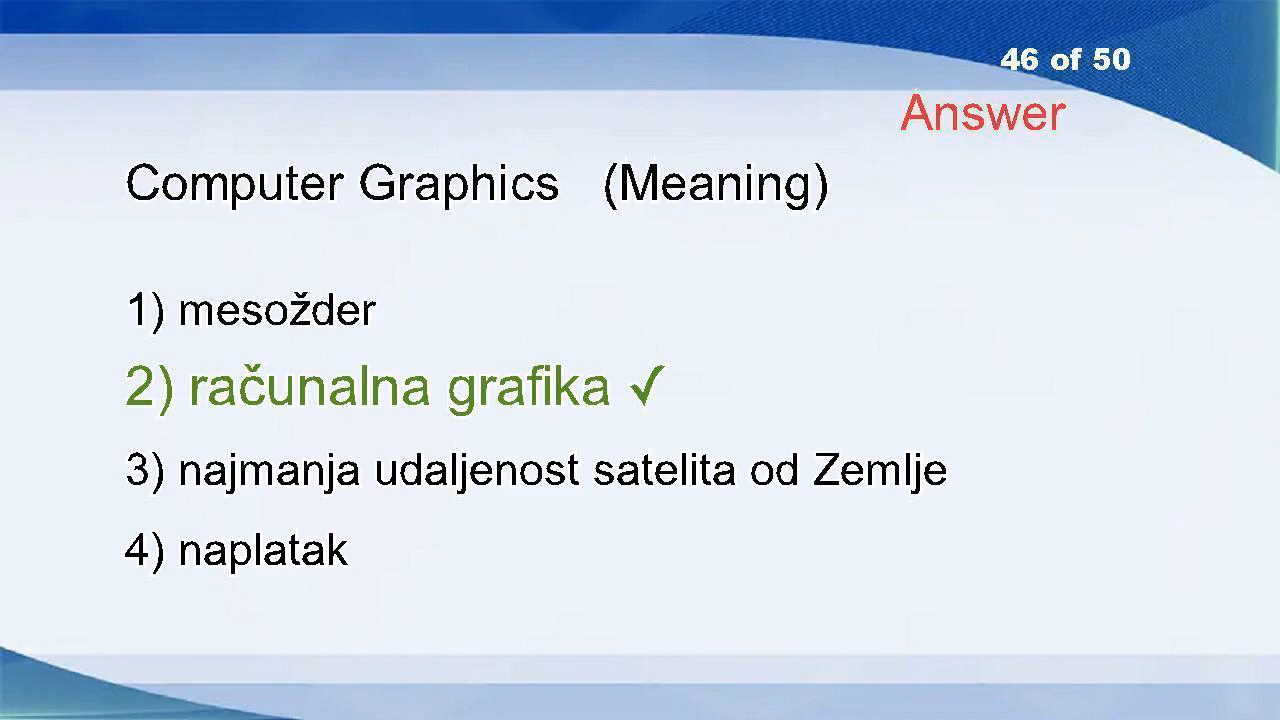 46 of 50
Answer
Computer Graphics (Meaning)
1) mesožder
2) računalna grafika ✓
3) najmanja udaljenost satelita od Zemlje
4) naplatak